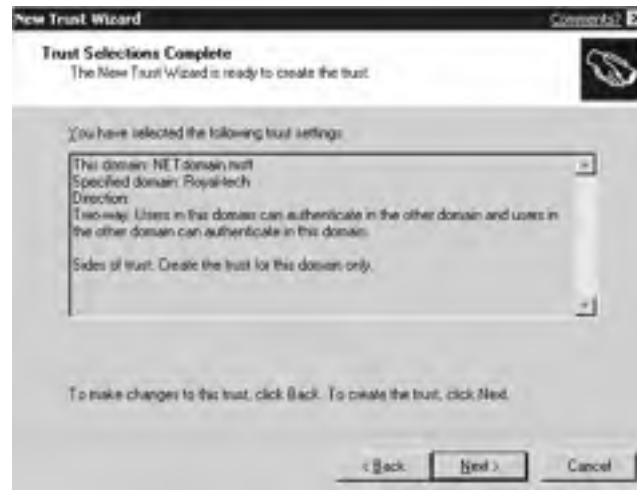 New Trust Wizard Comments?
Trust Selections Complete
The New Trust Wizard is ready to create the trust.
You have selected the following trust settings:
This domain: NETdomain.msft
Specified domain: Royal-tech
Direction:
Two-way: Users in this domain can authenticate in the other domain and users in
the other domain can authenticate in this domain.
Sides of trust: Create the trust for this domain only.
To make changes to this trust, click Back. To create the trust, click Next.
< Back Next > Cancel